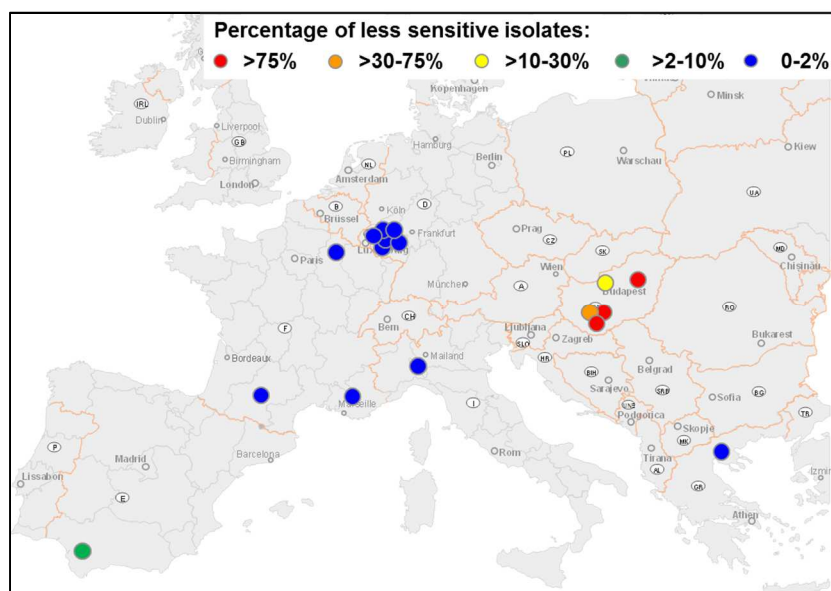 Percentage of less sensitive isolates:
>75% >30-75% >10-30% >2-10% 0-2%
Kopenhagen
Minsk
IRL
Dublin
Liverpool
GB
Birmingham
London
Hamburg
NL
Amsterdam
Berlin
PL
Warschau
Kiew
UA
B
Brüssel
Köln
D
Frankfurt
Prag
CZ
Paris
SK
MD
Chisinău
München
Wien
Budapest
A
F
Bern
CH
RO
Ljubljana
SLO
Zagreb
Bukarest
Bordeaux
Mailand
HR
BIH
Belgrad
Sarajevo
SRB
Sofia
BG
Marseille
I
Podgorica
Skopje
TR
MK
P
Madrid
Barcelona
Rom
Tirana
AL
Lissabon
E
GR
Izmir
Athen